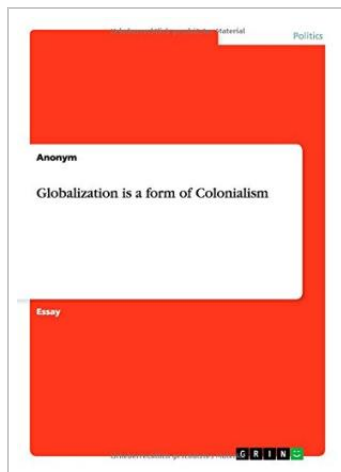 Politics
Anonym
Globalization is a form of Colonialism
Essay
GRIN